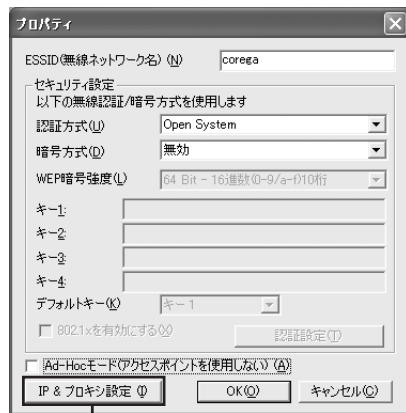 プロパティ
ESSID(無線ネットワーク名) (N) corega
セキュリティ設定
以下の無線認証/暗号方式を使用します
認証方式(U) Open System
暗号方式(D) 無効
WEP暗号強度(L) 64 Bit - 16進数(0-9/a-f)10桁
キー1:
キー2:
キー3:
キー4:
デフォルトキー(K) キー 1
802.1xを有効にする(X) 認証設定(T)
Ad-Hocモード(アクセスポイントを使用しない) (A)
IP & プロキシ設定 (I) OK(O) キャンセル(C)